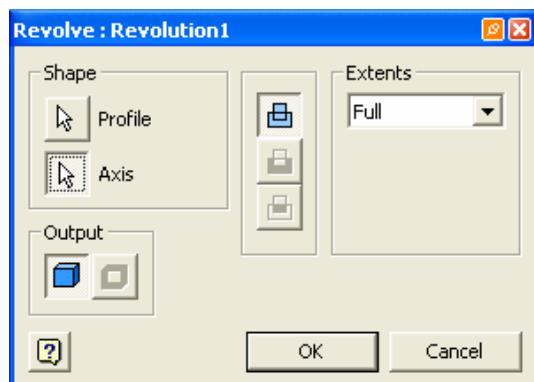 Revolve : Revolution1
Shape
Profile
Axis
Output
Extents
Full
?
OK
Cancel